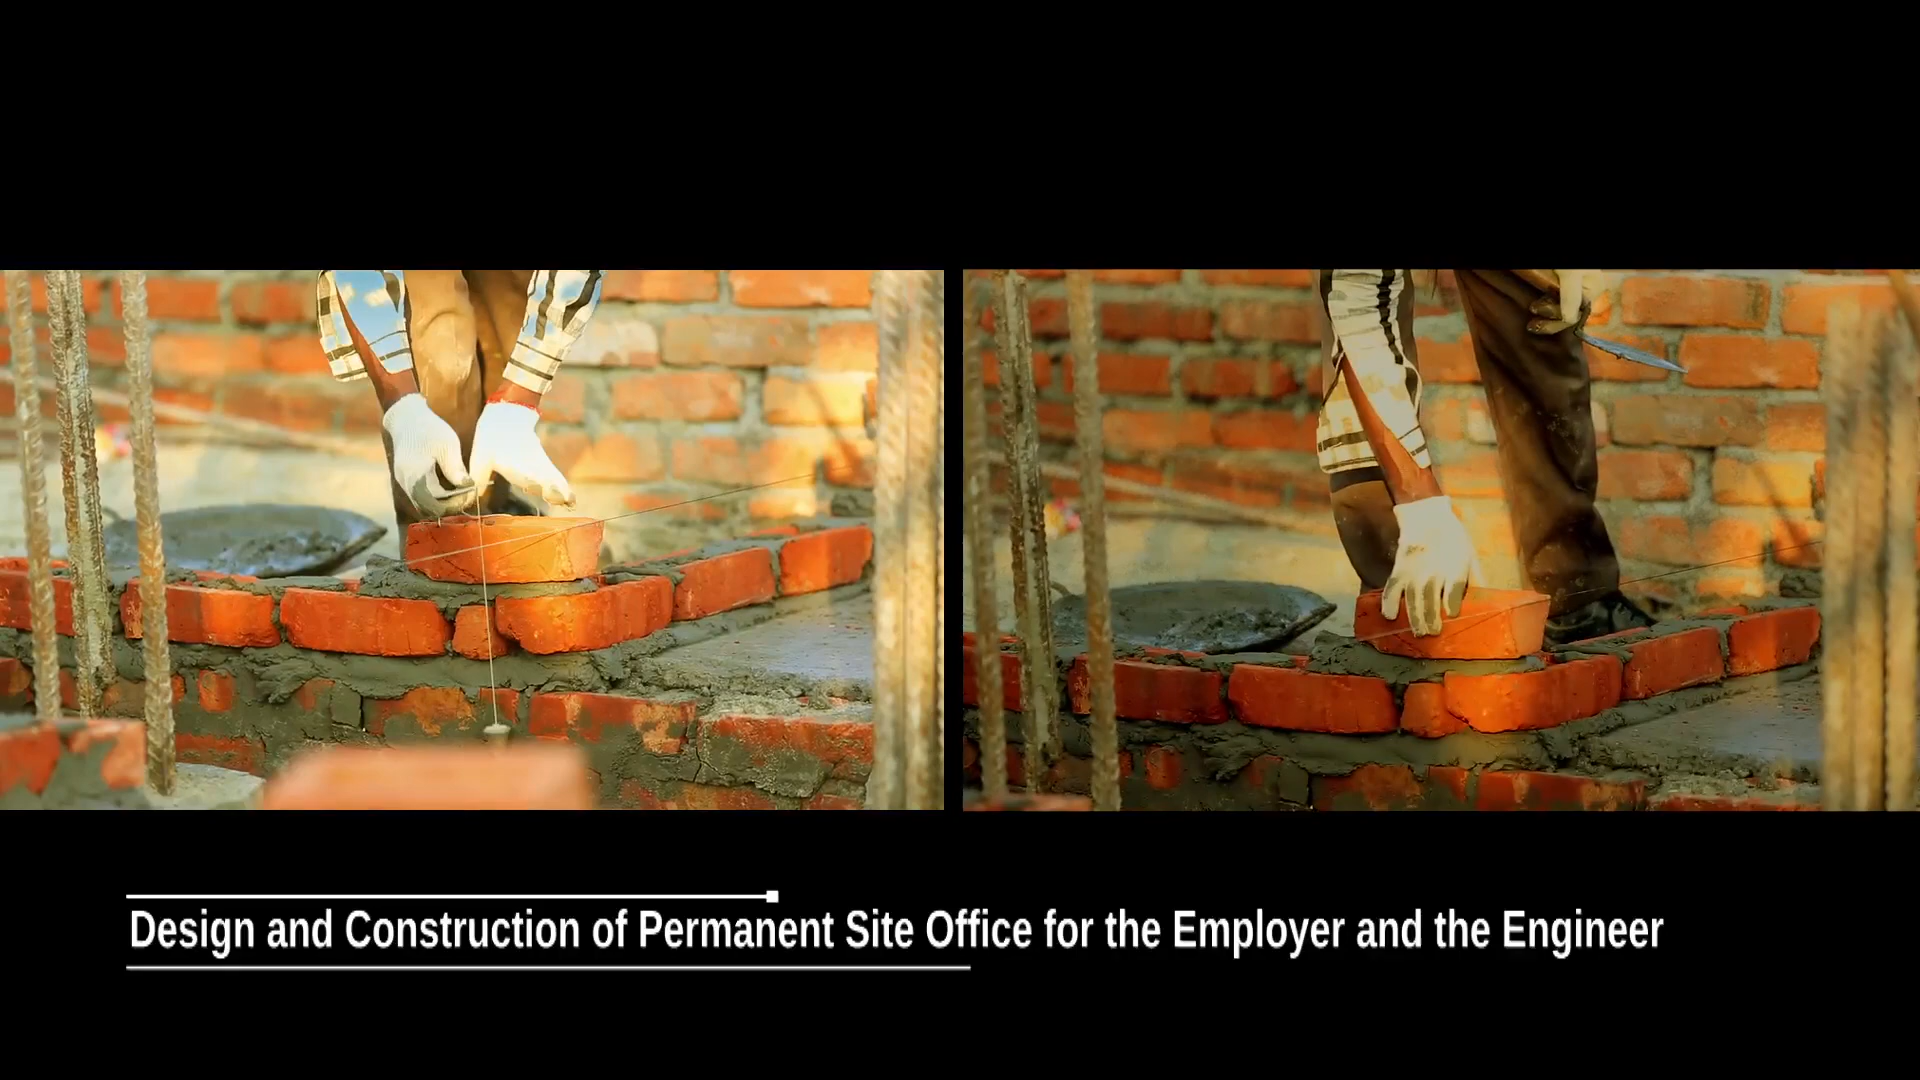 Design and Construction of Permanent Site Office for the Employer and the Engineer